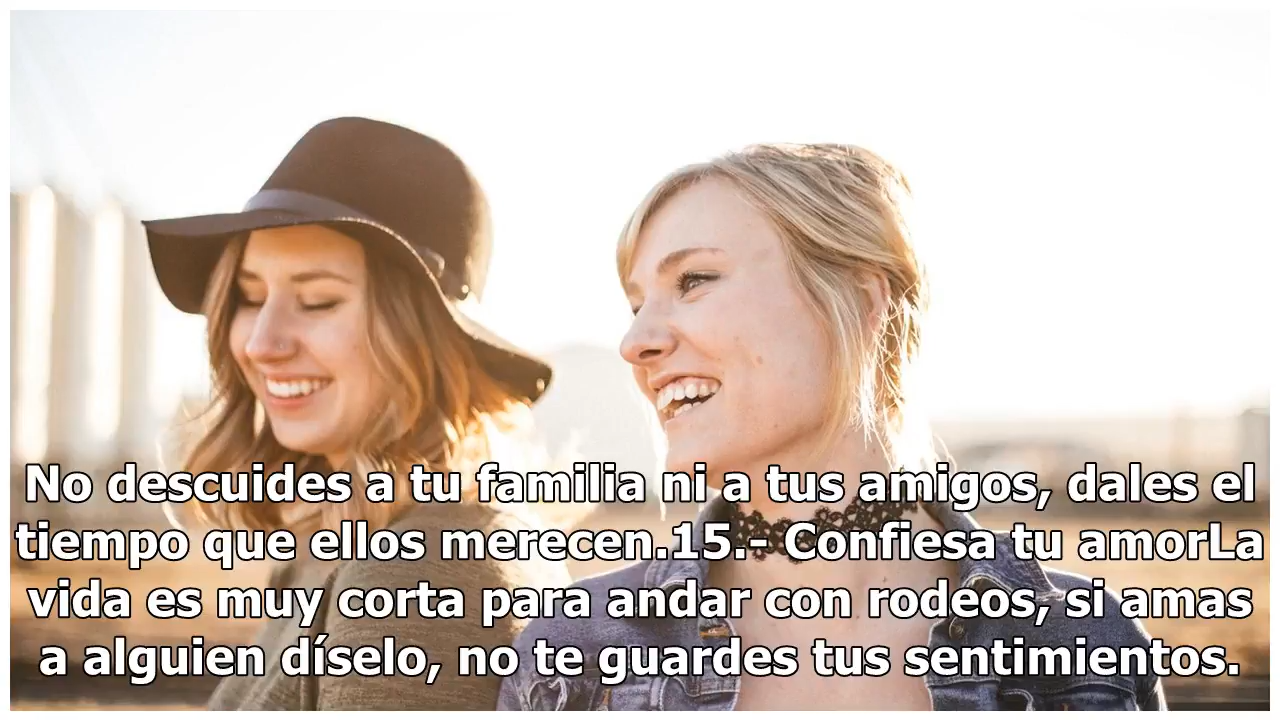 No descuides a tu familia ni a tus amigos, dales el
tiempo que ellos merecen.15.- Confiesa tu amorLa
vida es muy corta para andar con rodeos, si amas
a alguien díselo, no te guardes tus sentimientos.